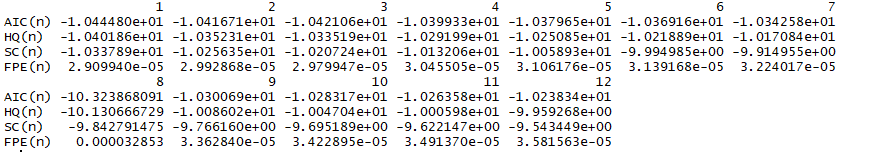 1 2 3 4 5 6 7
AIC(n) -1.044480e+01 -1.041671e+01 -1.042106e+01 -1.039933e+01 -1.037965e+01 -1.036916e+01 -1.034258e+01
HQ(n) -1.040186e+01 -1.035231e+01 -1.033519e+01 -1.029199e+01 -1.025085e+01 -1.021889e+01 -1.017084e+01
SC(n) -1.033789e+01 -1.025635e+01 -1.020724e+01 -1.013206e+01 -1.005893e+01 -9.994985e+00 -9.914955e+00
FPE(n) 2.909940e-05 2.992868e-05 2.979947e-05 3.045505e-05 3.106176e-05 3.139168e-05 3.224017e-05
8 9 10 11 12
AIC(n) -10.323868091 -1.030069e+01 -1.028317e+01 -1.026358e+01 -1.023834e+01
HQ(n) -10.130666729 -1.008602e+01 -1.004704e+01 -1.000598e+01 -9.959268e+00
SC(n) -9.842791475 -9.766160e+00 -9.695189e+00 -9.622147e+00 -9.543449e+00
FPE(n) 0.000032853 3.362840e-05 3.422895e-05 3.491370e-05 3.581563e-05